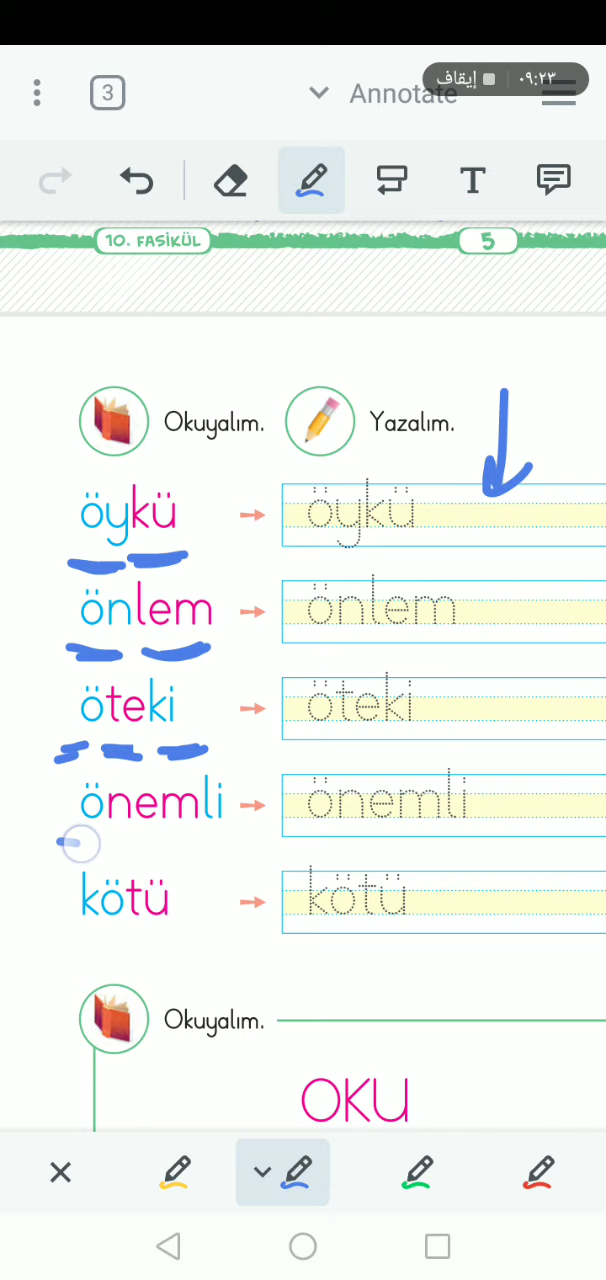 إيقاف ٠٩:٢٣
3 Annotate
T
10. FASİKÜL 5
Okuyalım. Yazalım.
öykü öykü
önlem önlem
öteki öteki
önemli önemli
kötü kötü
Okuyalım.
OKU